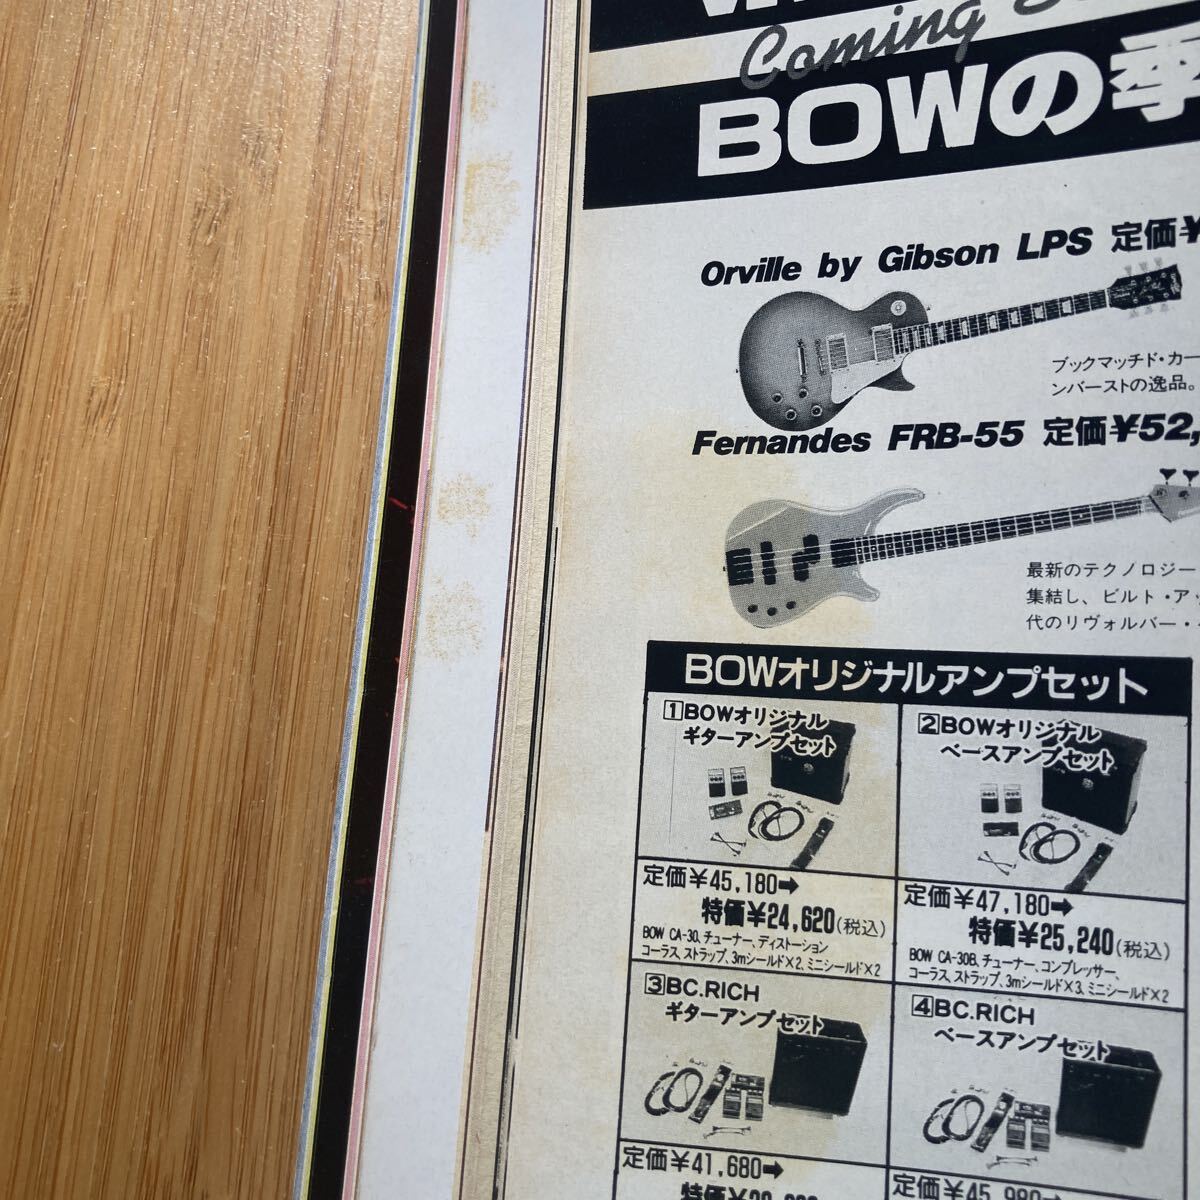 Coming
BOWの季
Orville by Gibson LPS 定価¥
ブックマッチド・カー
ンバーストの逸品。
Fernandes FRB-55 定価¥52,
最新のテクノロジー
集結し、ビルト・アッ
代のリヴォルバー・
BOWオリジナルアンプセット
1BOWオリジナル
ギターアンプセット
定価¥45,180➡
特価¥24,620(税込)
BOW CA-30、チューナー、ディストーション
コーラス、ストラップ、3mシールド×2、ミニシールド×2
2BOWオリジナル
ベースアンプセット
定価¥47,180➡
特価¥25,240(税込)
BOW CA-30B、チューナー、コンプレッサー、
コーラス、ストラップ、3mシールド×3、ミニシールド×2
3BC.RICH
ギターアンプセット
定価¥41,680➡
4BC.RICH
ベースアンプセット
定価¥45,980➡